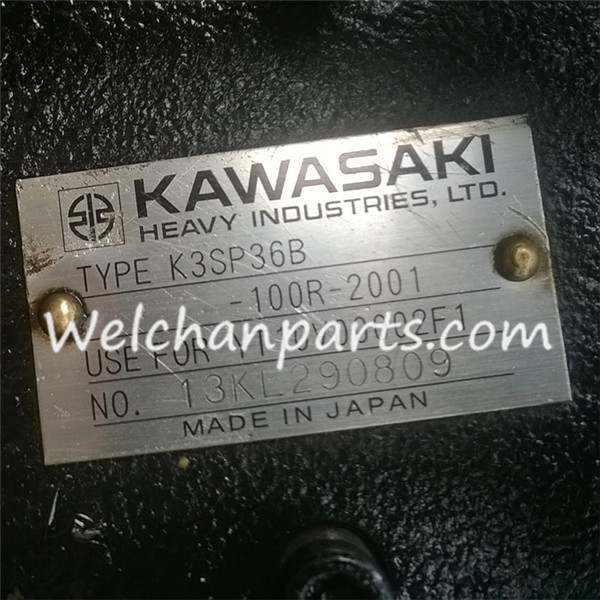 KAWASAKI
HEAVY INDUSTRIES, LTD.
TYPE K3SP36B
-100R-2001
Welchanparts.com
USE FOR
NO. 13KL290809
MADE IN JAPAN